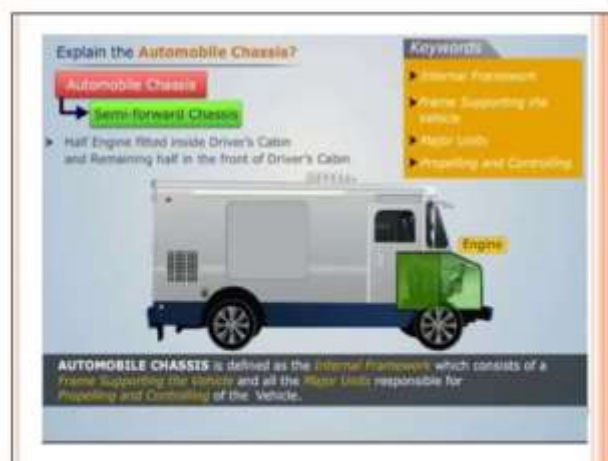 Explain the Automobile Chassis?
Automobile Chassis
Semi-forward Chassis
Half Engine fitted inside Driver's Cabin
and Remaining half in the front of Driver's Cabin
Keywords
Internal Framework
Frame Supporting the
vehicle
Major Units
Propelling and Controlling
Engine
AUTOMOBILE CHASSIS is defined as the Internal Framework which consists of a
Frame Supporting the Vehicle and all the Major Units responsible for
Propelling and Controlling of the Vehicle.